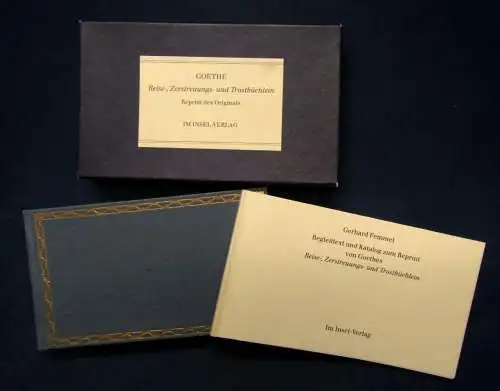 GOETHE
Reise-, Zerstreuungs- und Trostbüchlein
Reprint des Originals
IM INSEL VERLAG
Gerhard Femmel
Begleittext und Katalog zum Reprint
von Goethes
Reise-, Zerstreuungs- und Trostbüchlein
Im Insel-Verlag